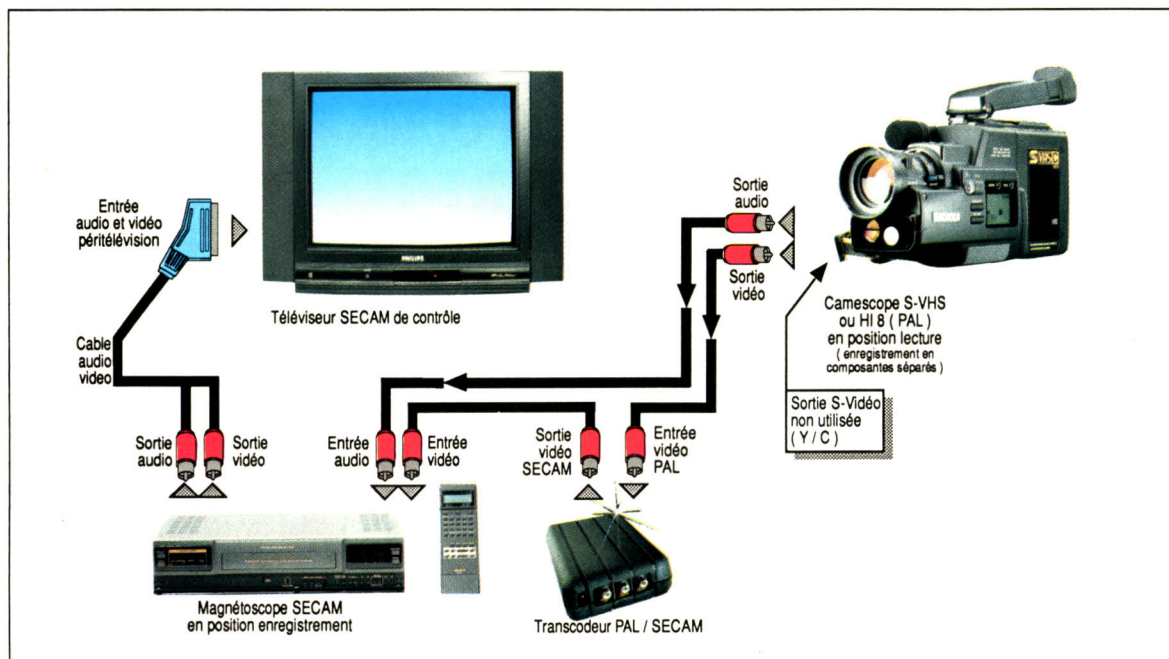 Entrée
audio et vidéo
péritélévision
PHILIPS
Téléviseur SECAM de contrôle
Sortie
audio
Sortie
vidéo
S VHS C
Camescope S-VHS
ou HI 8 ( PAL )
en position lecture
( enregistrement en
composantes séparés )
Sortie S-Vidéo
non utilisée
( Y / C )
Cable
audio
video
Sortie
audio
Sortie
vidéo
Entrée
audio
Entrée
vidéo
Sortie
vidéo
SECAM
Entrée
vidéo
PAL
Magnétoscope SECAM
en position enregistrement
Transcodeur PAL / SECAM